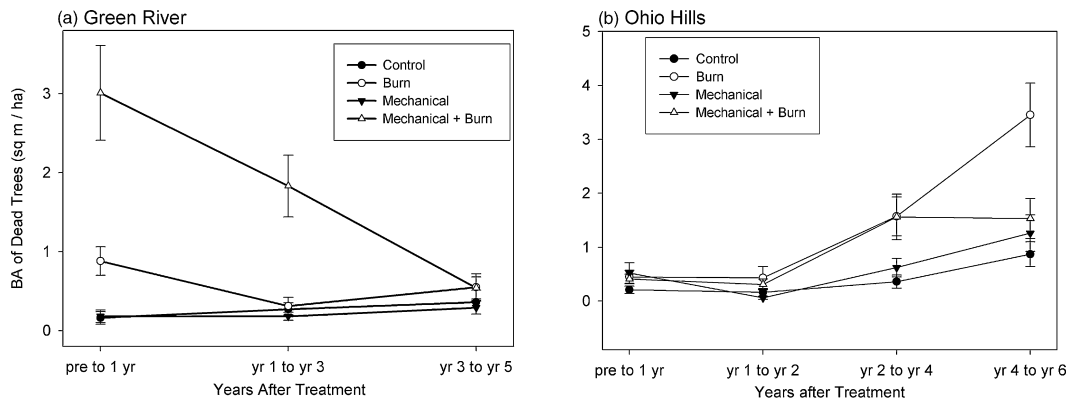 (a) Green River
BA of Dead Trees (sq m / ha)
3
2
1
0
Control
Burn
Mechanical
Mechanical + Burn
pre to 1 yr
yr 1 to yr 3
yr 3 to yr 5
Years After Treatment
(b) Ohio Hills
5
4
3
2
1
0
Control
Burn
Mechanical
Mechanical + Burn
pre to 1 yr
yr 1 to yr 2
yr 2 to yr 4
yr 4 to yr 6
Years after Treatment